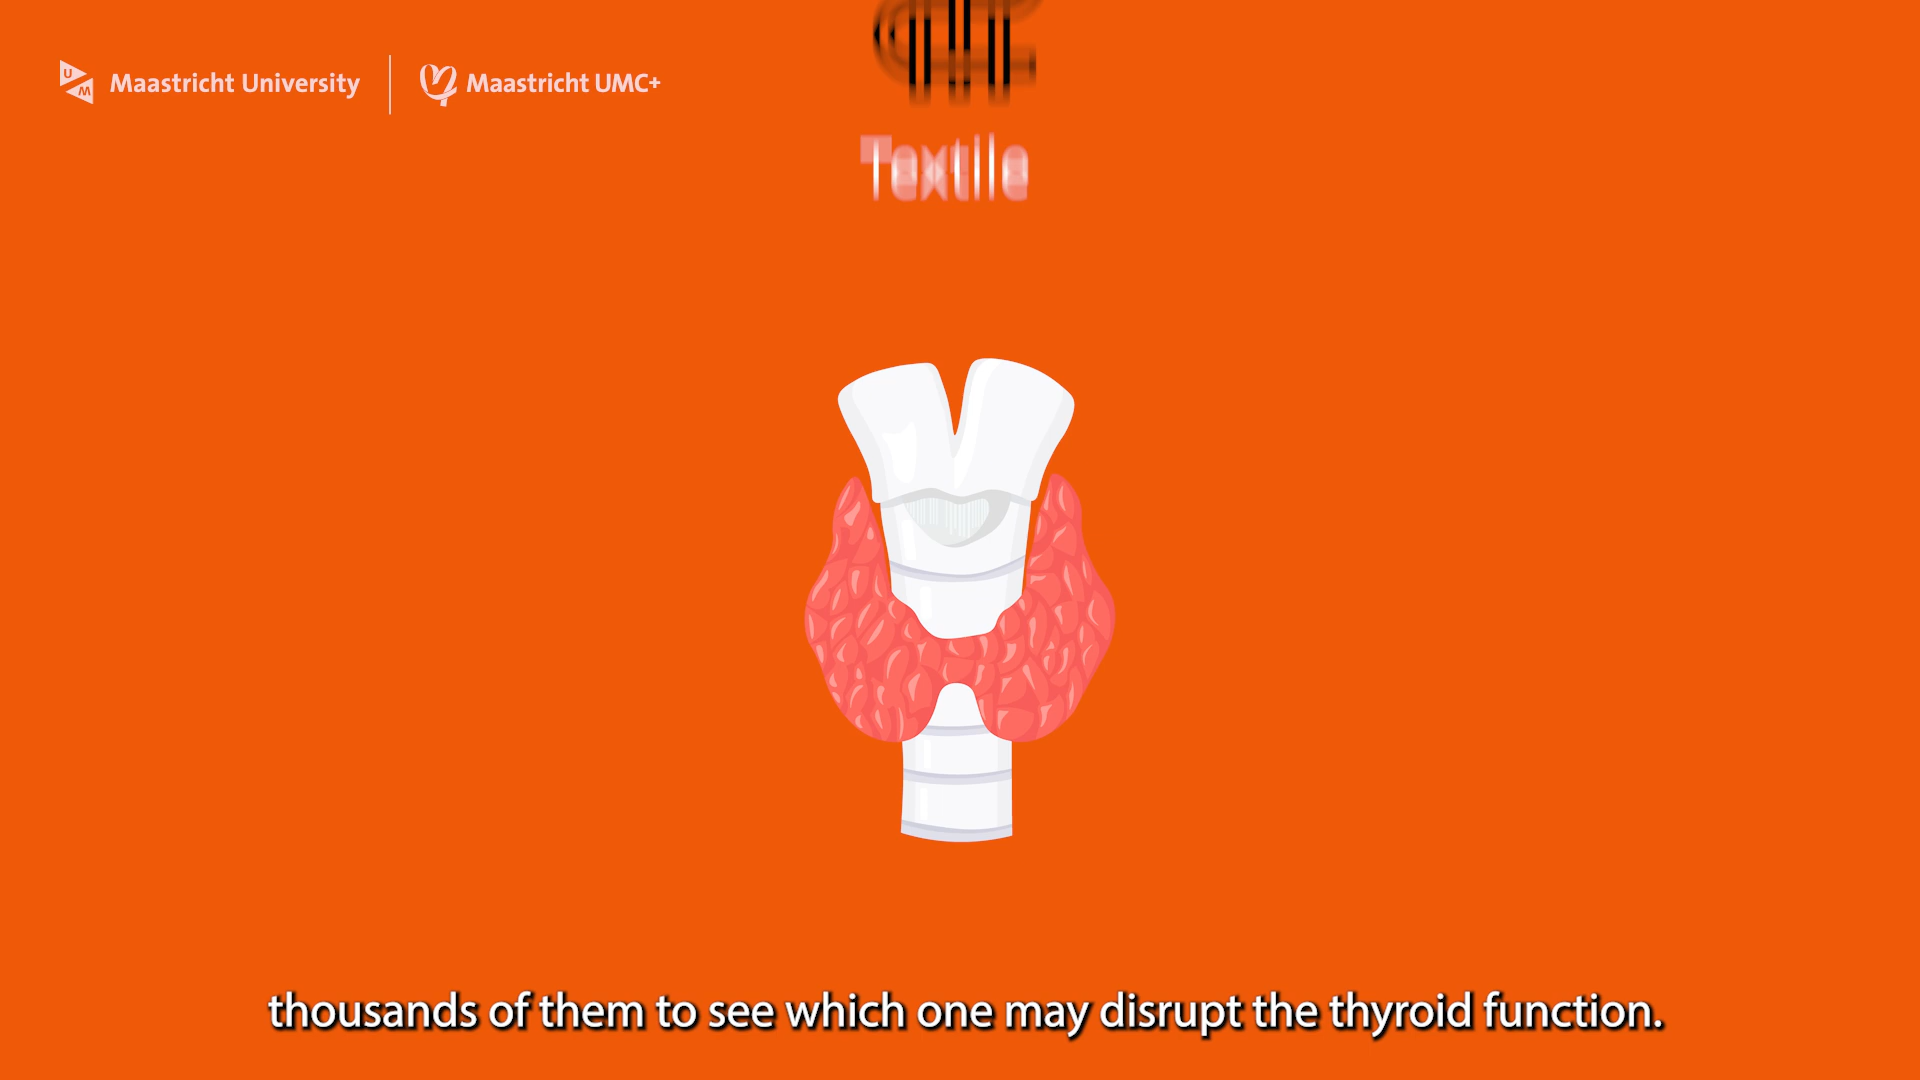 U M Maastricht University
Maastricht UMC+
Textile
thousands of them to see which one may disrupt the thyroid function.